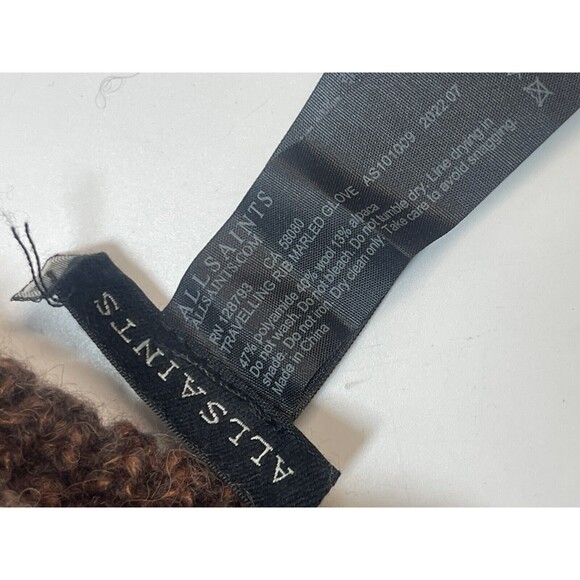 ALLSAINTS
ALLSAINTS.COM
RN 123793 CA 58080
TRAVELLING RIB MARLED GLOVE AS101009 2022.07
47% polyamide 40% wool 13% alpaca
Do not wash. Do not bleach. Do not tumble dry. Line drying in
shade. Do not iron. Dry clean only. Take care to avoid snagging.
Made in China
ALLSAINTS